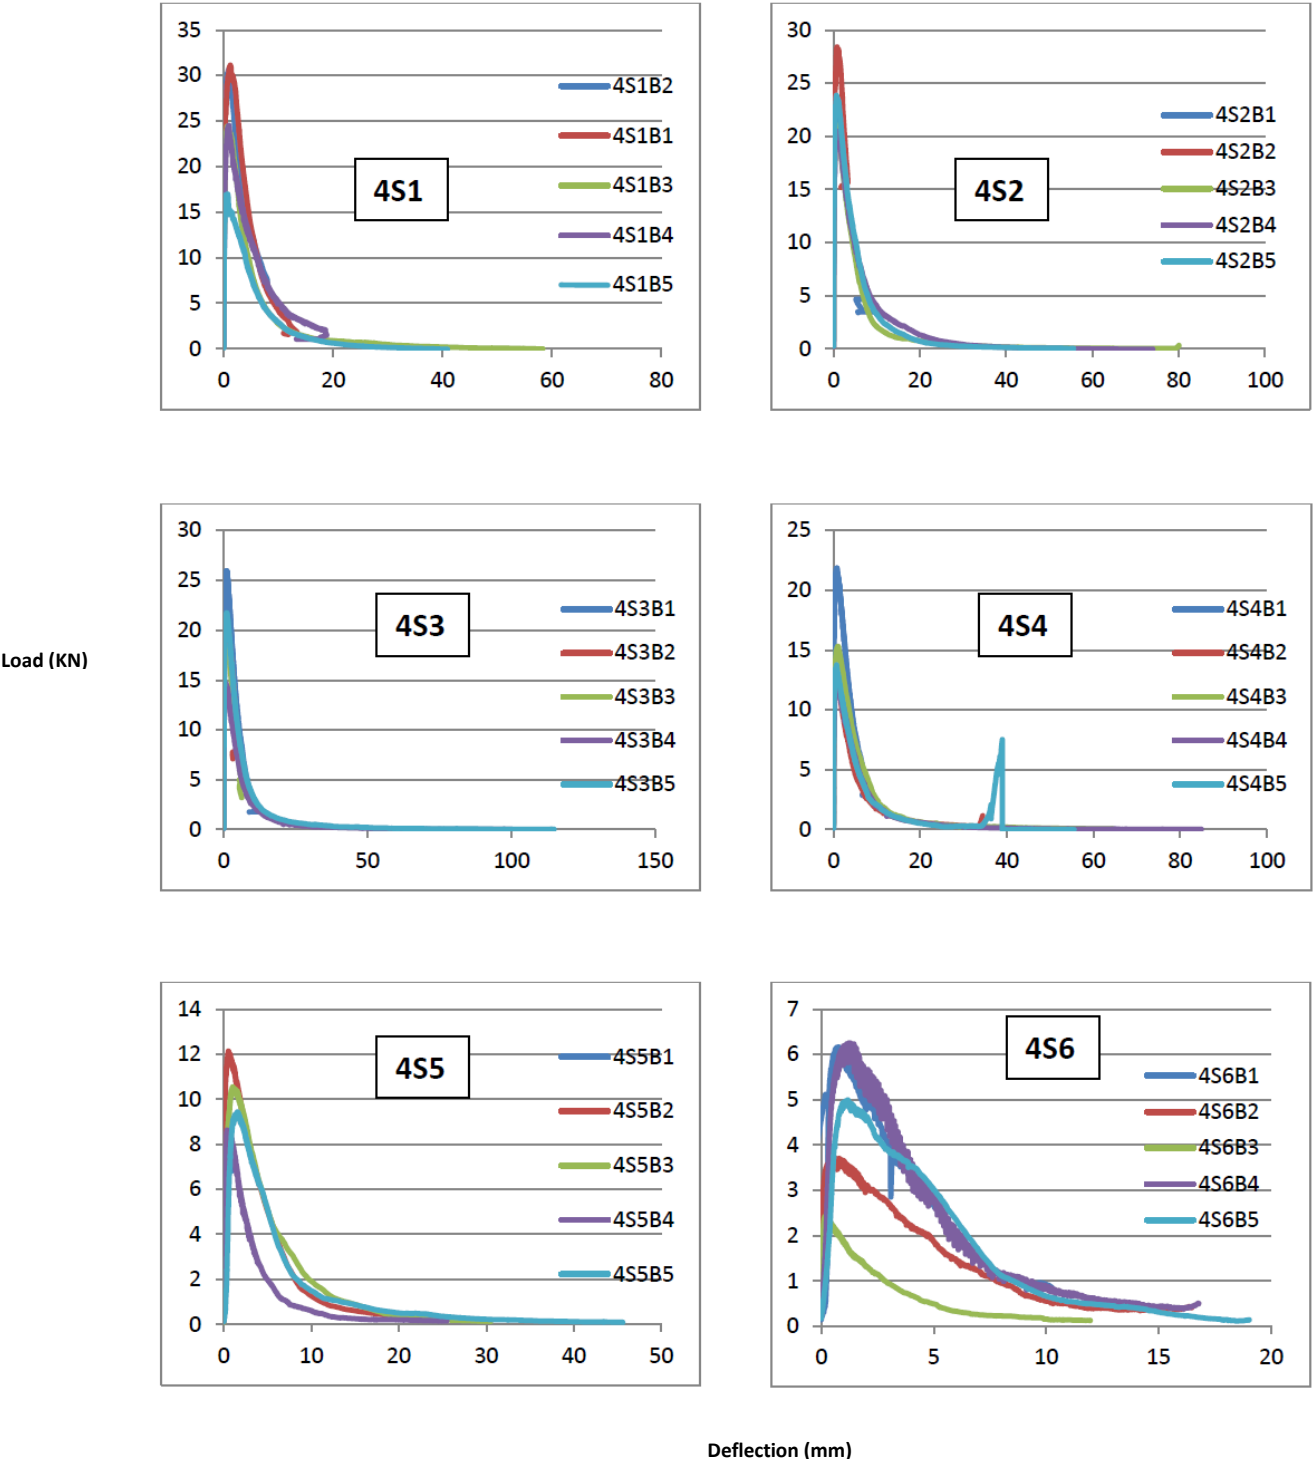 35
30
25
20
15
10
5
0
0 20 40 60 80
4S1
4S1B2
4S1B1
4S1B3
4S1B4
4S1B5
30
25
20
15
10
5
0
0 20 40 60 80 100
4S2
4S2B1
4S2B2
4S2B3
4S2B4
4S2B5
Load (KN)
30
25
20
15
10
5
0
0 50 100 150
4S3
4S3B1
4S3B2
4S3B3
4S3B4
4S3B5
25
20
15
10
5
0
0 20 40 60 80 100
4S4
4S4B1
4S4B2
4S4B3
4S4B4
4S4B5
14
12
10
8
6
4
2
0
0 10 20 30 40 50
4S5
4S5B1
4S5B2
4S5B3
4S5B4
4S5B5
7
6
5
4
3
2
1
0
0 5 10 15 20
4S6
4S6B1
4S6B2
4S6B3
4S6B4
4S6B5
Deflection (mm)